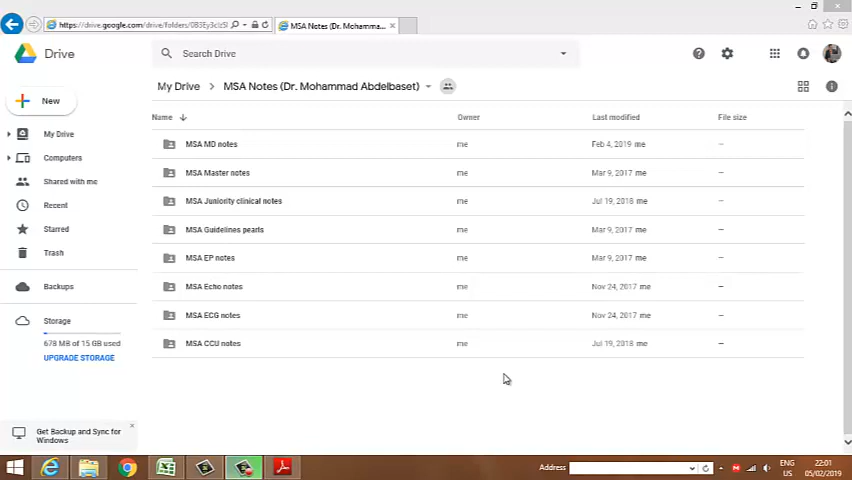 https://drive.google.com/drive/folders/0B3Ey3clzSl
MSA Notes (Dr. Mohamma...
Drive
Search Drive
New
My Drive
Computers
Shared with me
Recent
Starred
Trash
Backups
Storage
678 MB of 15 GB used
UPGRADE STORAGE
Get Backup and Sync for
Windows
My Drive > MSA Notes (Dr. Mohammad Abdelbaset)
Name Owner Last modified File size
MSA MD notes me Feb 4, 2019 me –
MSA Master notes me Mar 9, 2017 me –
MSA Juniority clinical notes me Jul 19, 2018 me –
MSA Guidelines pearls me Mar 9, 2017 me –
MSA EP notes me Mar 9, 2017 me –
MSA Echo notes me Nov 24, 2017 me –
MSA ECG notes me Nov 24, 2017 me –
MSA CCU notes me Jul 19, 2018 me –
Address
ENG
US
22:01
05/02/2019